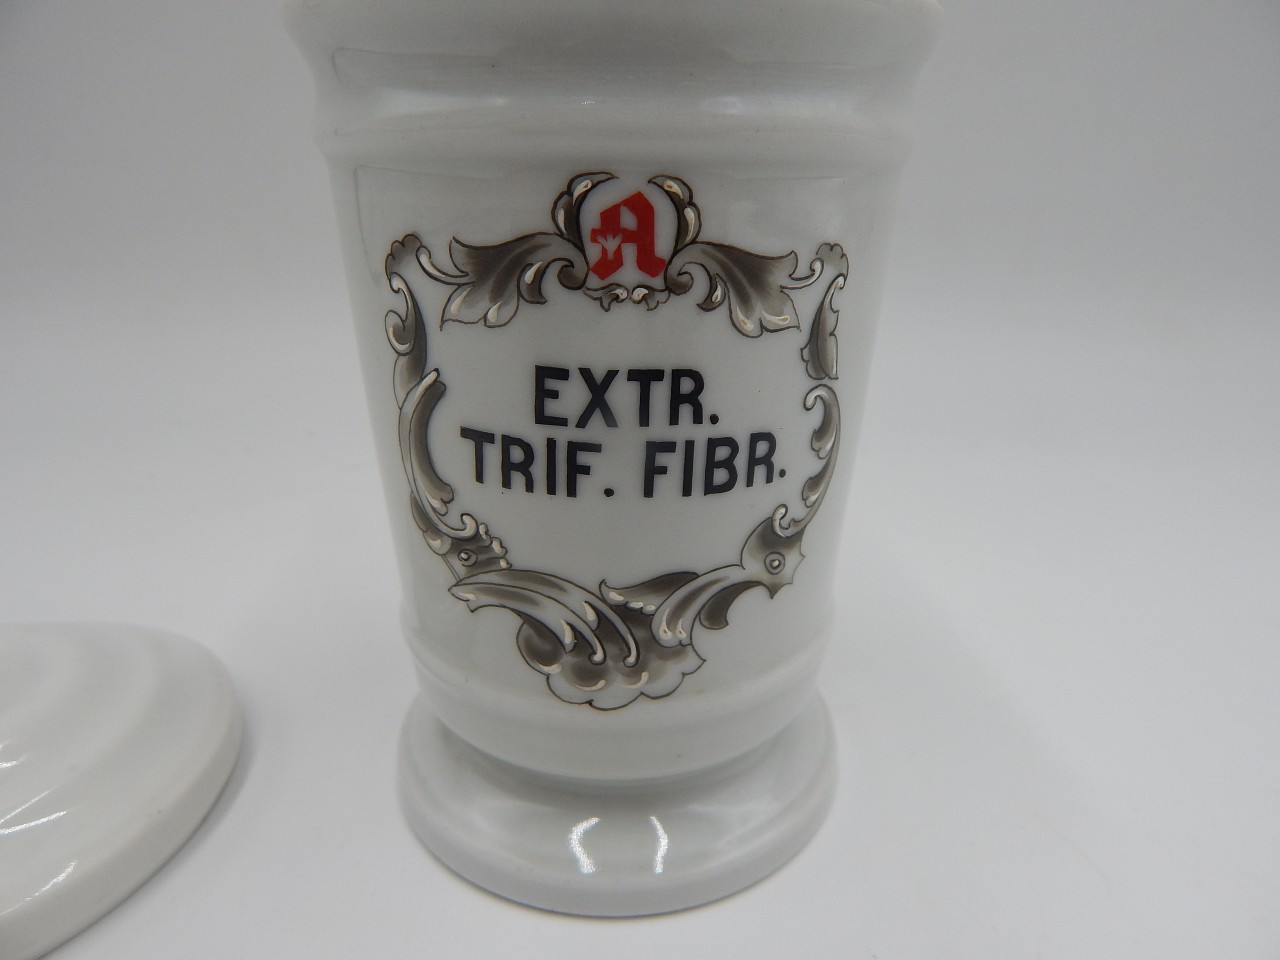 A
EXTR.
TRIF. FIBR.